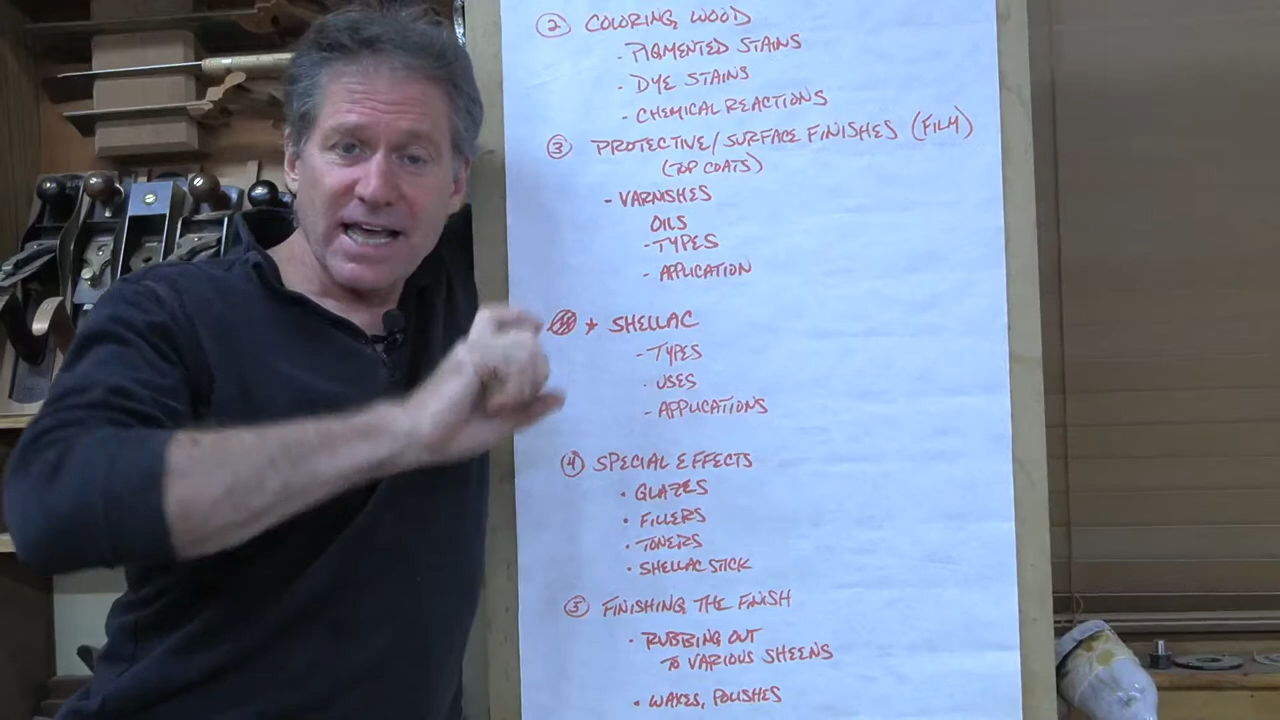 ② COLORING WOOD
- PIGMENTED STAINS
- DYE STAINS
- CHEMICAL REACTIONS
③ PROTECTIVE/SURFACE FINISHES (FILM)
(TOP COATS)
- VARNISHES
OILS
- TYPES
- APPLICATION
* SHELLAC
- TYPES
- USES
- APPLICATIONS
④ SPECIAL EFFECTS
• GLAZES
• FILLERS
• TONERS
• SHELLAC STICK
⑤ FINISHING THE FINISH
• RUBBING OUT
TO VARIOUS SHEENS
• WAXES, POLISHES